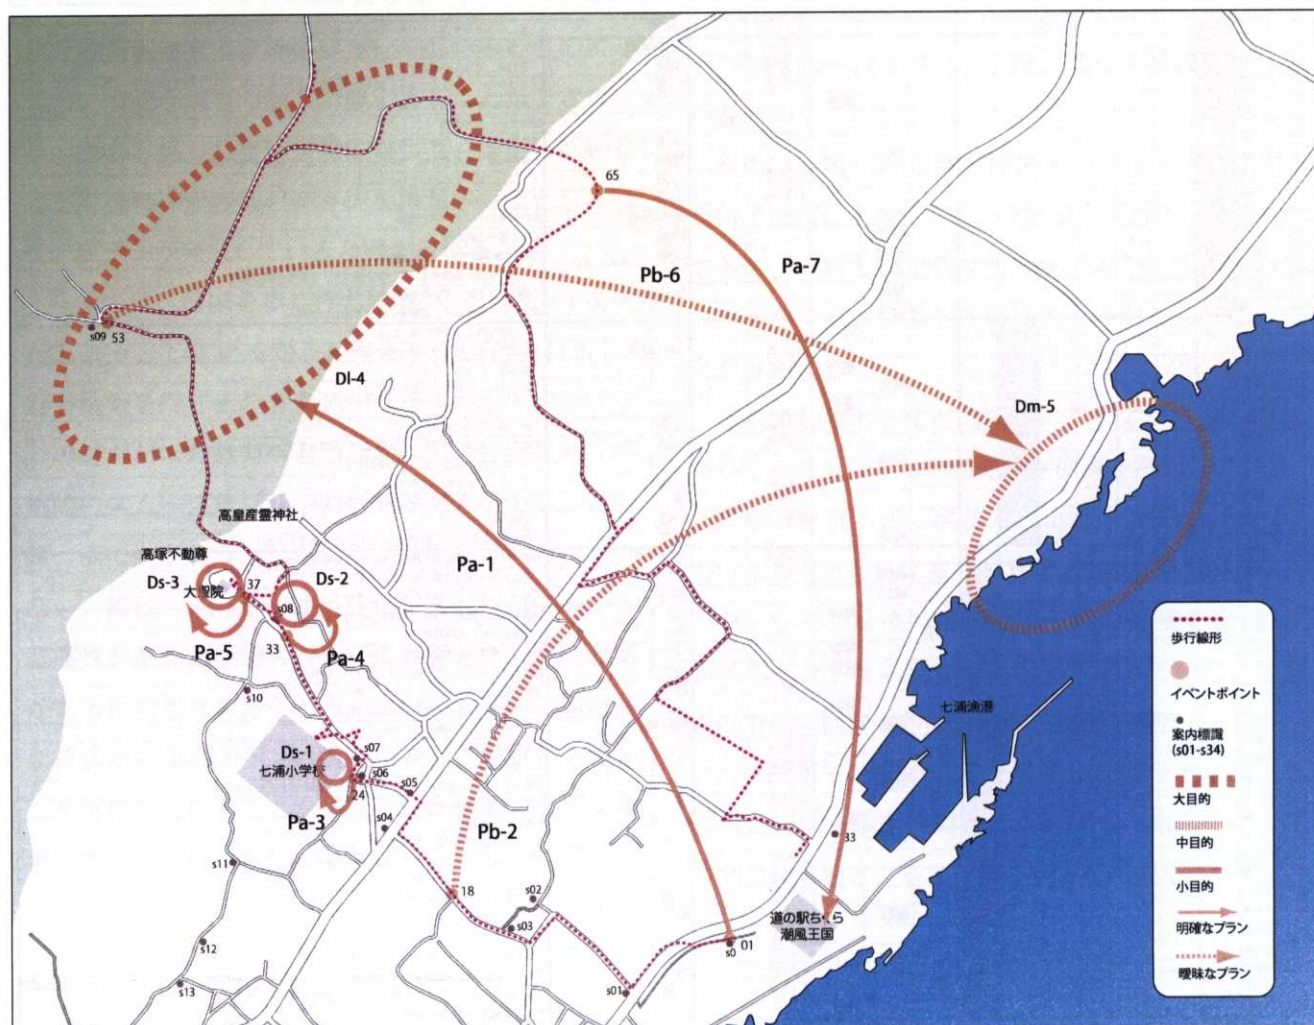 65
Pb-6
Pa-7
s09
53
Dl-4
Dm-5
高皇産霊神社
高塚不動尊
Ds-3
大聖院
37
Ds-2
s08
Pa-1
33
Pa-5
Pa-4
s10
Ds-1
七浦小学校
s07
s06
24
s05
Pa-3
s04
Pb-2
18
s02
s03
s11
s12
s13
s01
s0
01
道の駅ちくら
潮風王国
33
七浦漁港
歩行線形
イベントポイント
案内標識
(s01-s34)
大目的
中目的
小目的
明確なプラン
曖昧なプラン